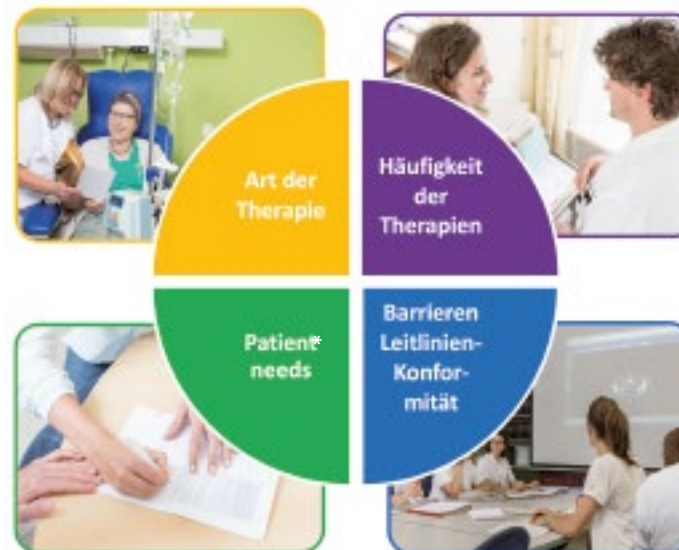 Art der
Therapie
Häufigkeit
der
Therapien
Patient*
needs
Barrieren
Leitlinien-
Konfor-
mität